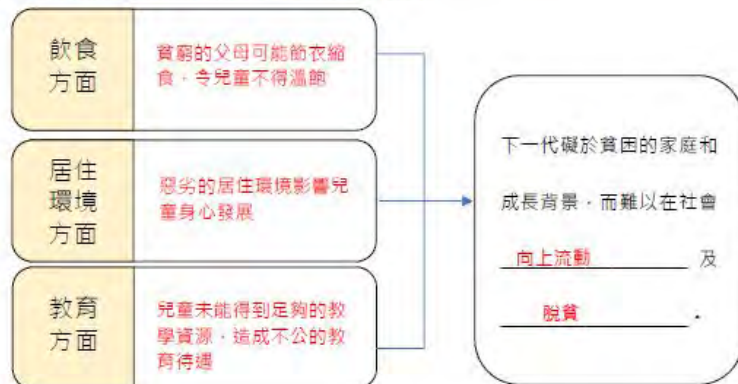 飲食
方面
貧窮的父母可能節衣縮
食，令兒童不得溫飽
居住
環境
方面
惡劣的居住環境影響兒
童身心發展
教育
方面
兒童未能得到足夠的教
學資源，造成不公的教
育待遇
下一代礙於貧困的家庭和
成長背景，而難以在社會
向上流動 及
脫貧 。